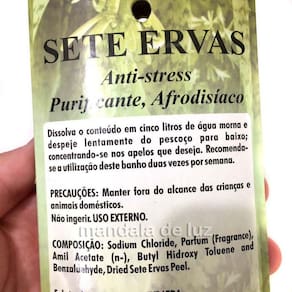 SETE ERVAS
Anti-stress
Purificante, Afrodisíaco
Dissolva o conteúdo em cinco litros de água morna e
despeje lentamente do pescoço para baixo;
concentrando-se nos apelos que deseja. Recomenda-
se a utilização deste banho duas vezes por semana.
PRECAUÇÕES: Manter fora do alcance das crianças e
animais domésticos.
Não ingerir. USO EXTERNO.
mandala de luz
COMPOSIÇÃO: Sodium Chloride, Parfum (Fragrance),
Amil Acetate (n-), Butyl Hidroxy Toluene and
Benzaluehyde, Dried Sete Ervas Peel.